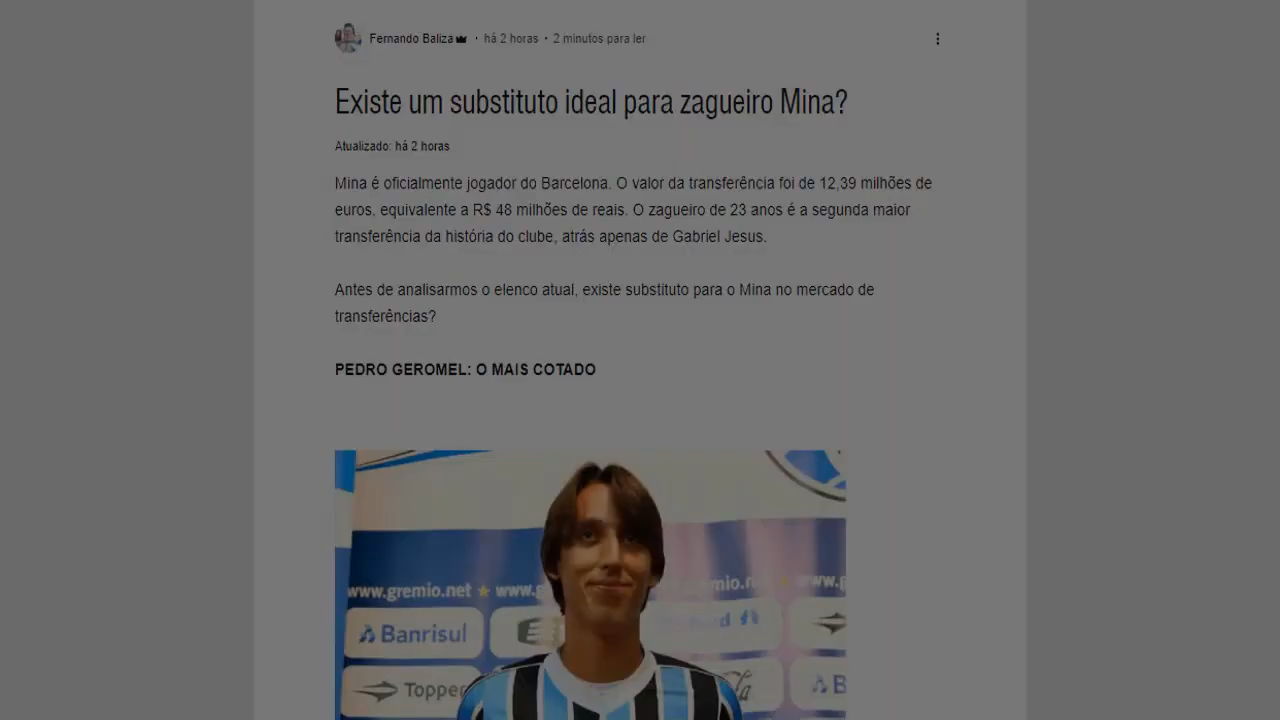 Fernando Baliza · há 2 horas · 2 minutos para ler
Existe um substituto ideal para zagueiro Mina?
Atualizado: há 2 horas
Mina é oficialmente jogador do Barcelona. O valor da transferência foi de 12,39 milhões de
euros, equivalente a R$ 48 milhões de reais. O zagueiro de 23 anos é a segunda maior
transferência da história do clube, atrás apenas de Gabriel Jesus.
Antes de analisarmos o elenco atual, existe substituto para o Mina no mercado de
transferências?
PEDRO GEROMEL: O MAIS COTADO
www.gremio.net www.g
gremio.n www.g
Banrisul
Topper
B